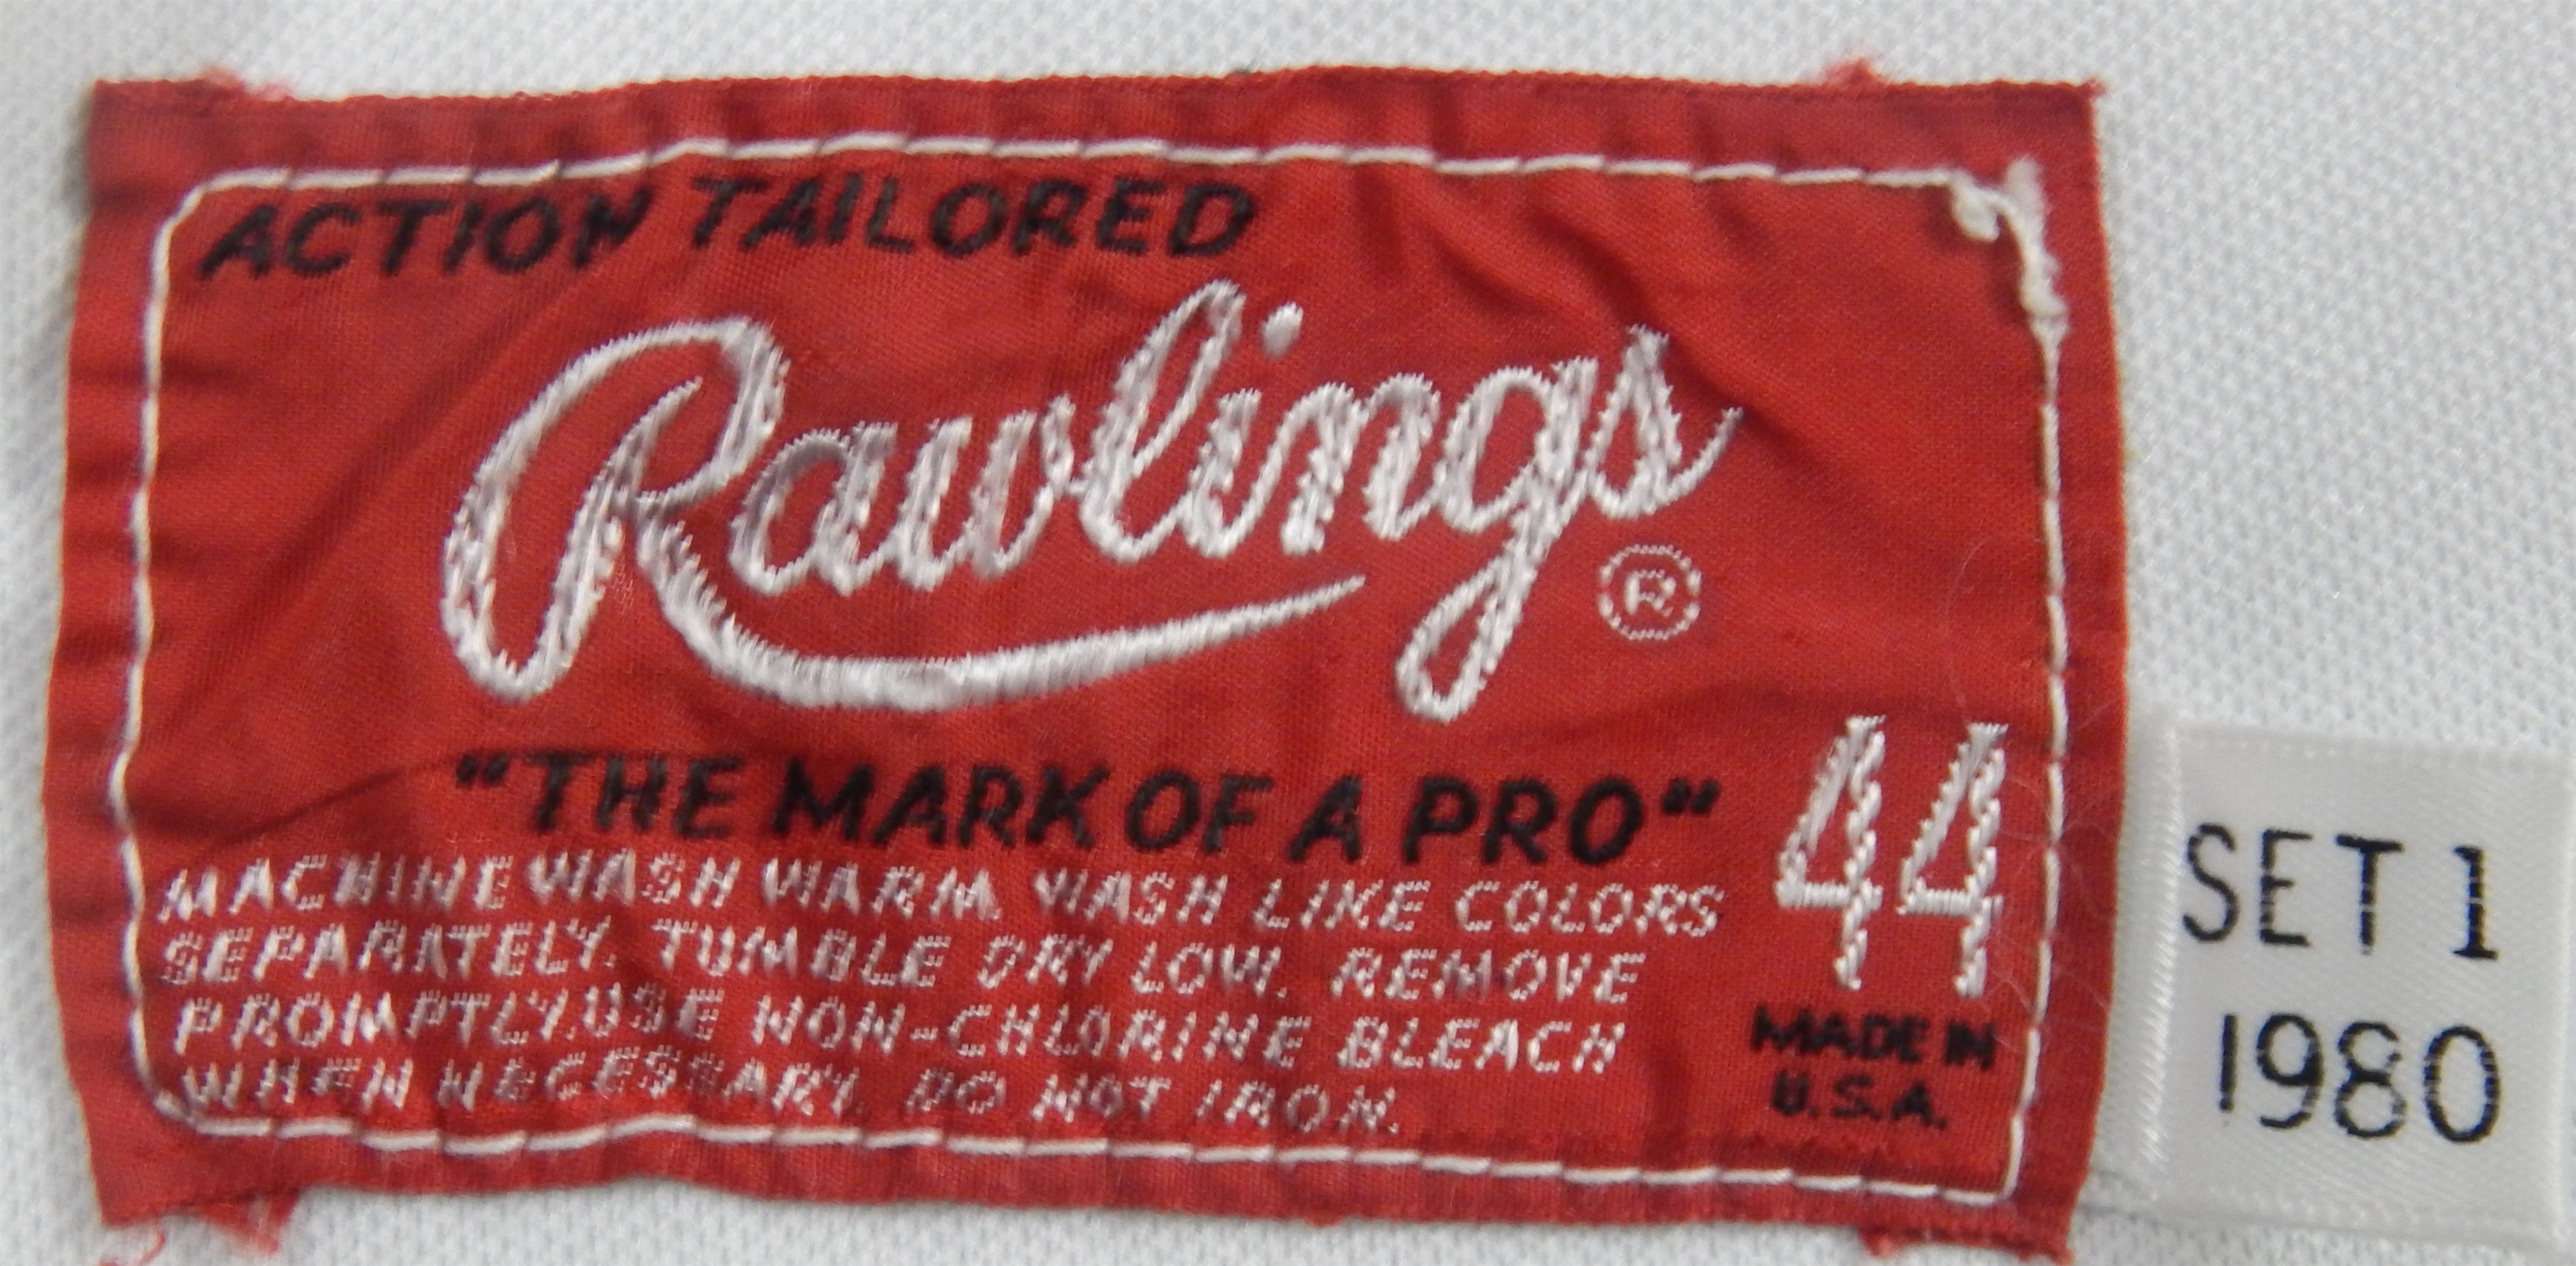 ACTION TAILORED
Rawlings
®
"THE MARK OF A PRO"
44
MACHINE WASH WARM. WASH LIKE COLORS
SEPARATELY. TUMBLE DRY LOW. REMOVE
PROMPTLY. USE NON-CHLORINE BLEACH
WHEN NECESSARY. DO NOT IRON.
MADE IN
U.S.A.
SET 1
1980